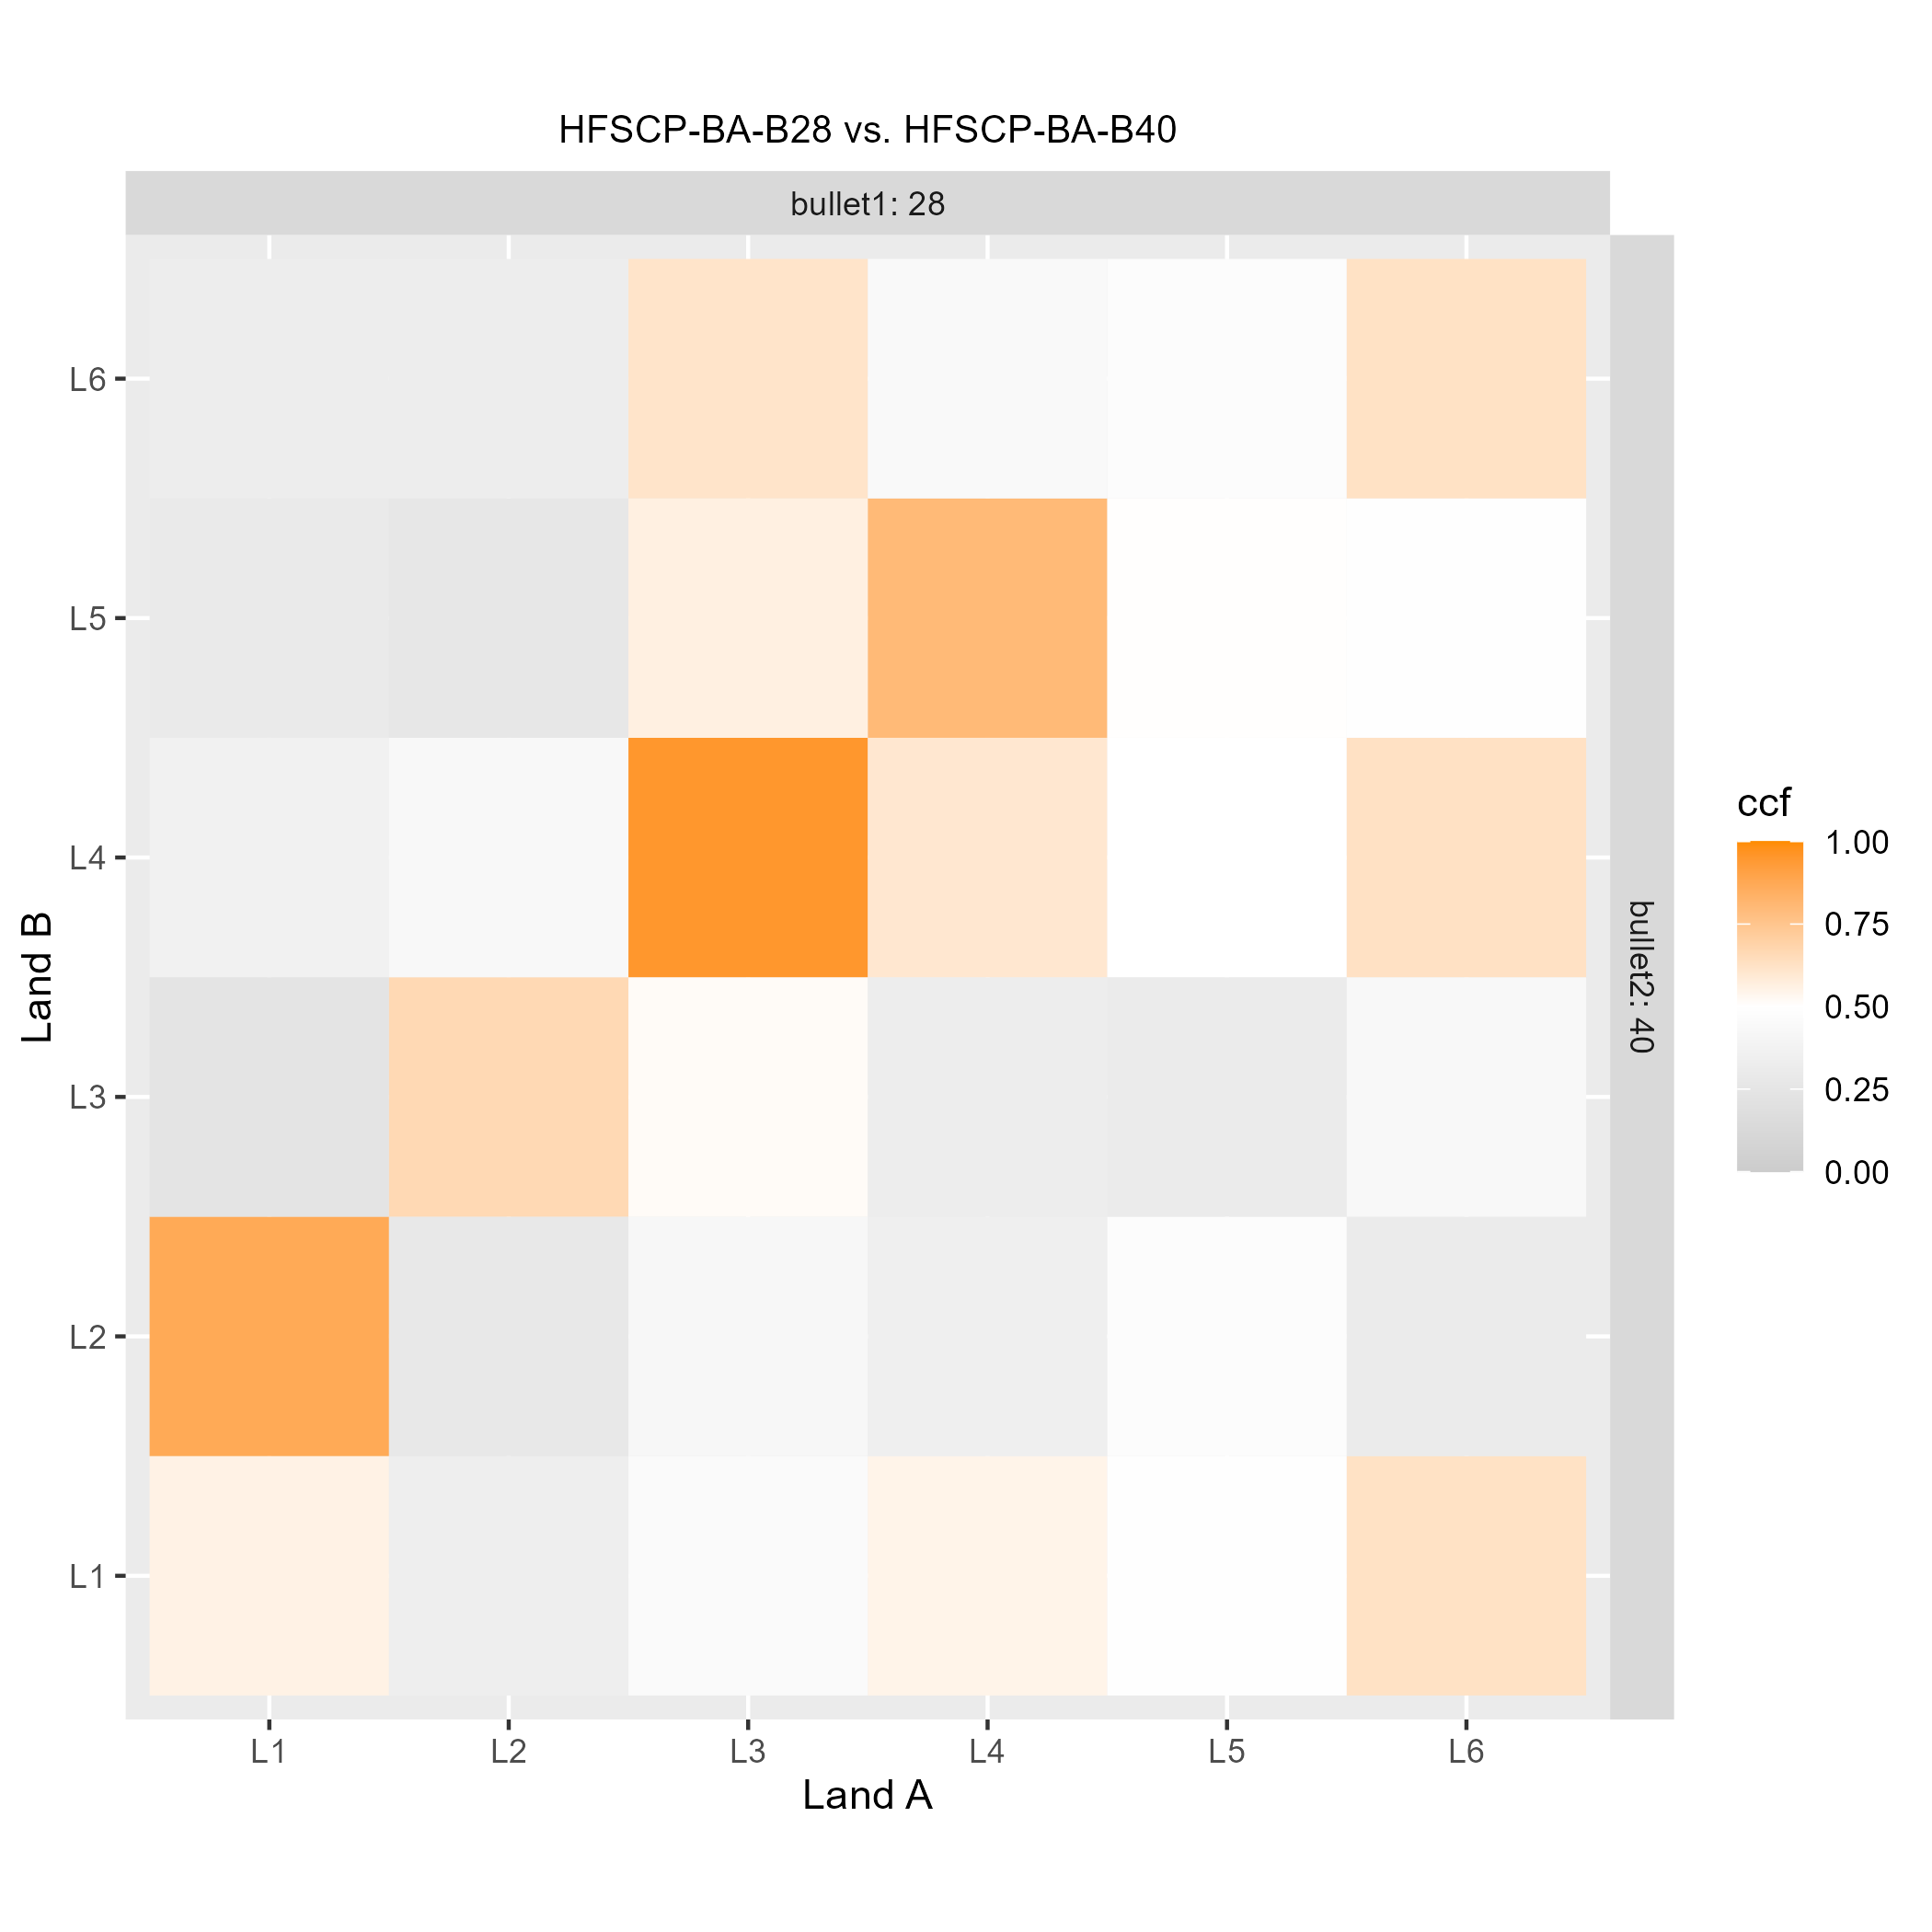 HFSCP-BA-B28 vs. HFSCP-BA-B40
bullet1: 28
L6
L5
L4
L3
L2
L1
Land B
bullet2: 40
L1
L2
L3
L4
L5
L6
Land A
ccf
1.00
0.75
0.50
0.25
0.00